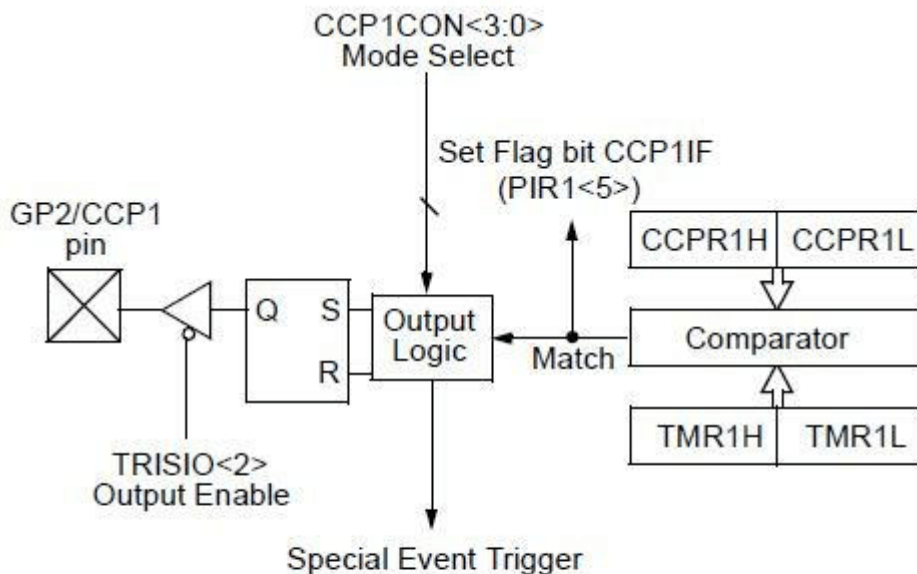 CCP1CON<3:0>
Mode Select
Set Flag bit CCP1IF
(PIR1<5>)
GP2/CCP1
pin
CCPR1H CCPR1L
Q S
R
Output
Logic
Match
Comparator
TMR1H TMR1L
TRISIO<2>
Output Enable
Special Event Trigger